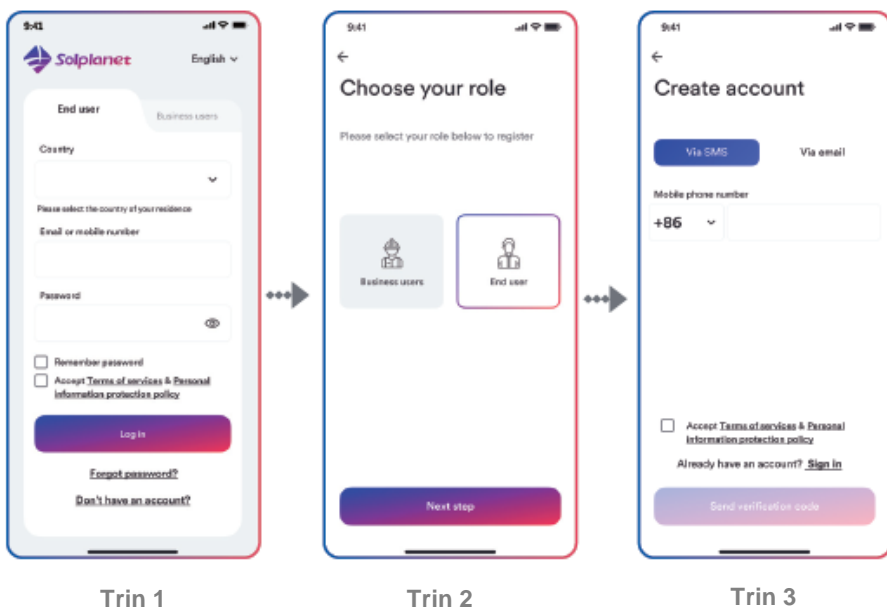 9:41
Solplanet
English
End user
Business users
Country
Please select the country of your residence
Email or mobile number
Password
Remember password
Accept Terms of services & Personal
information protection policy
Log in
Forgot password?
Don't have an account?
Trin 1
9:41
Choose your role
Please select your role below to register
Business users
End user
Next step
Trin 2
9:41
Create account
Via SMS
Via email
Mobile phone number
+86
Accept Terms of services & Personal
information protection policy
Already have an account? Sign in
Send verification code
Trin 3